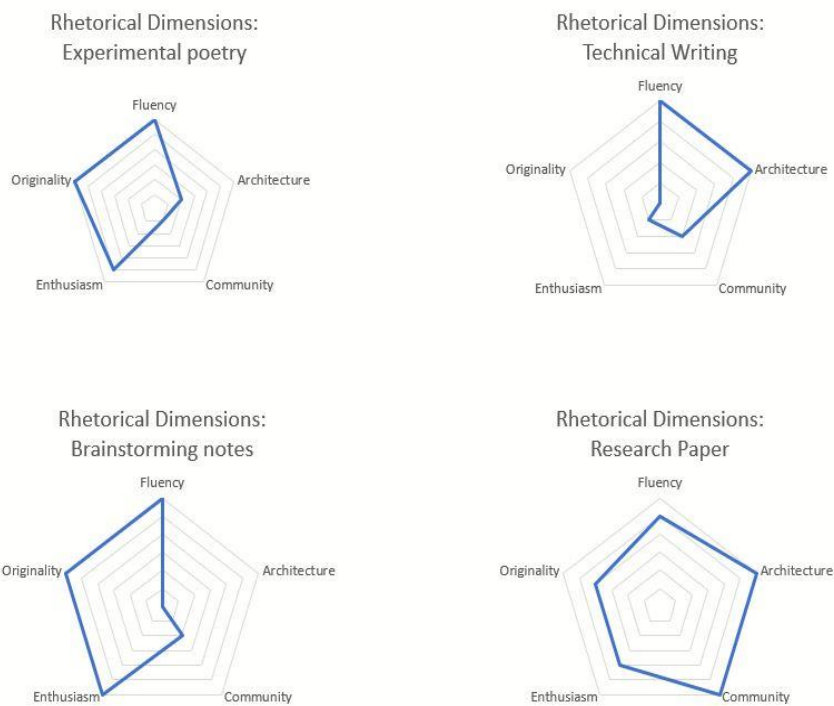 Rhetorical Dimensions:
Experimental poetry
Fluency
Originality
Architecture
Enthusiasm
Community
Rhetorical Dimensions:
Technical Writing
Fluency
Originality
Architecture
Enthusiasm
Community
Rhetorical Dimensions:
Brainstorming notes
Fluency
Originality
Architecture
Enthusiasm
Community
Rhetorical Dimensions:
Research Paper
Fluency
Originality
Architecture
Enthusiasm
Community